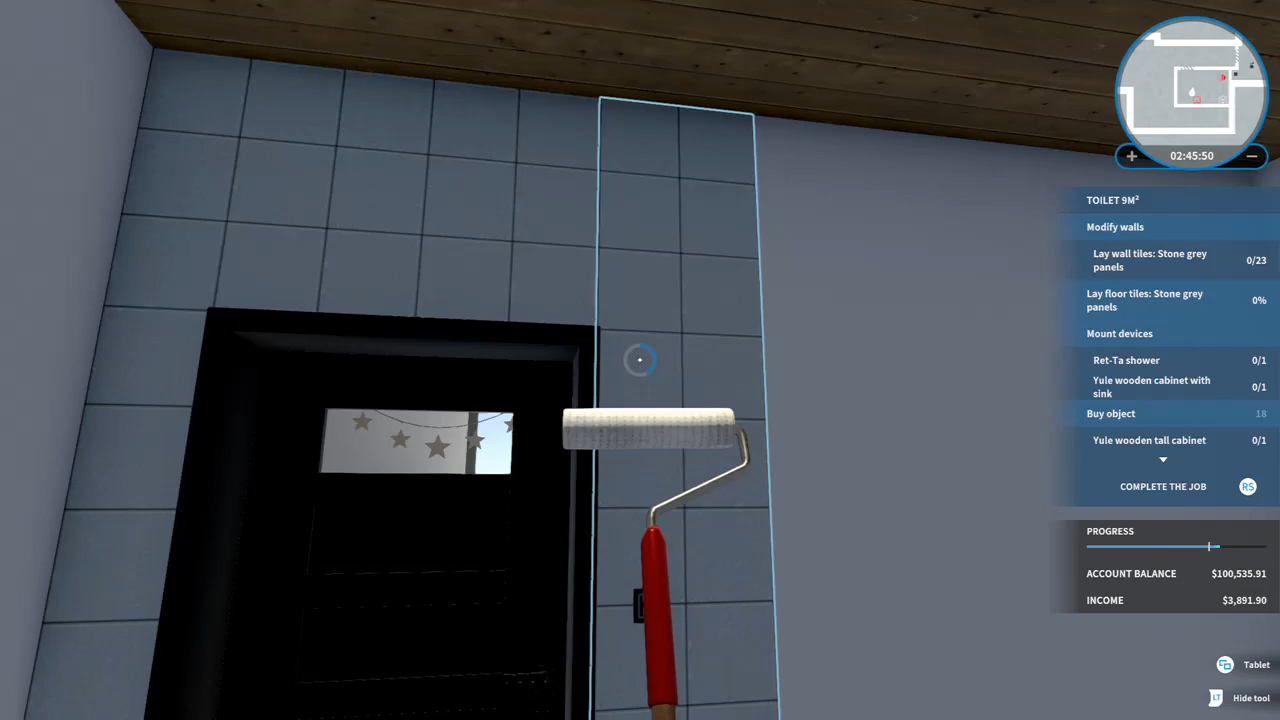 02:45:50
TOILET 9M²
Modify walls
Lay wall tiles: Stone grey
panels 0/23
Lay floor tiles: Stone grey
panels 0%
Mount devices
Ret-Ta shower 0/1
Yule wooden cabinet with
sink 0/1
Buy object 18
Yule wooden tall cabinet 0/1
COMPLETE THE JOB RS
PROGRESS
ACCOUNT BALANCE $100,535.91
INCOME $3,891.90
Tablet
LT Hide tool